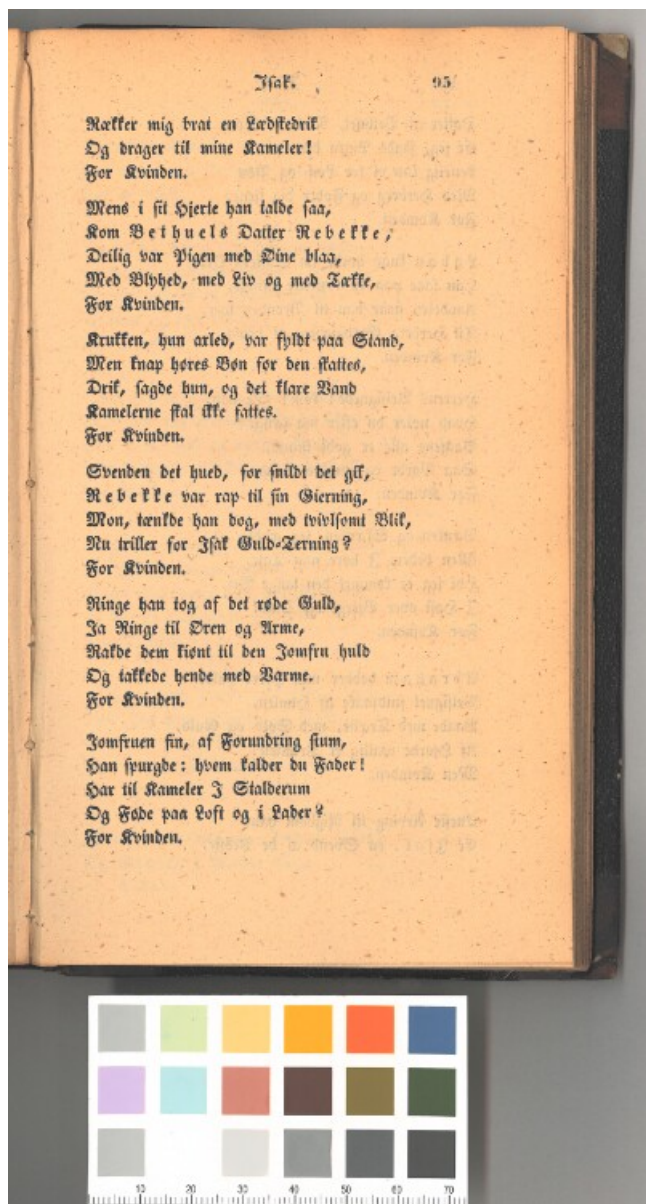 Isak. 95
Rækker mig brat en Lædskedrik
Og drager til mine Kameler!
For Kvinden.
Mens i sit Hjerte han talde saa,
Kom Bethuels Datter Rebekke,
Deilig var Pigen med Øine blaa,
Med Blyhed, med Liv og med Tække,
For Kvinden.
Krukken, hun axled, var fyldt paa Stand,
Men knap høres Bøn før den skattes,
Drik, sagde hun, og det klare Vand
Kamelerne skal ikke fattes.
For Kvinden.
Svenden det hued, for snildt det gik,
Rebekke var rap til sin Gierning,
Mon, tænkde han dog, med tvivlsomt Blik,
Nu triller for Isak Guld-Terning?
For Kvinden.
Ringe han tog af det røde Guld,
Ja Ringe til Øren og Arme,
Rakde dem kiønt til den Jomfru huld
Og takkede hende med Varme.
For Kvinden.
Jomfruen fin, af Forundring stum,
Han spurgde: hvem kalder du Fader!
Har til Kameler I Stalderum
Og Føde paa Loft og i Lader?
For Kvinden.
10 20 30 40 50 60 70